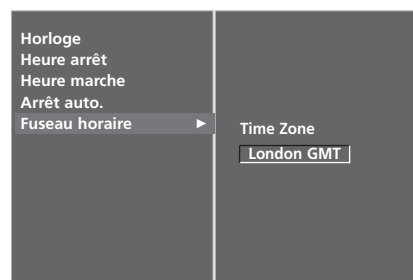 Horloge
Heure arrêt
Heure marche
Arrêt auto.
Fuseau horaire ►
Time Zone
London GMT